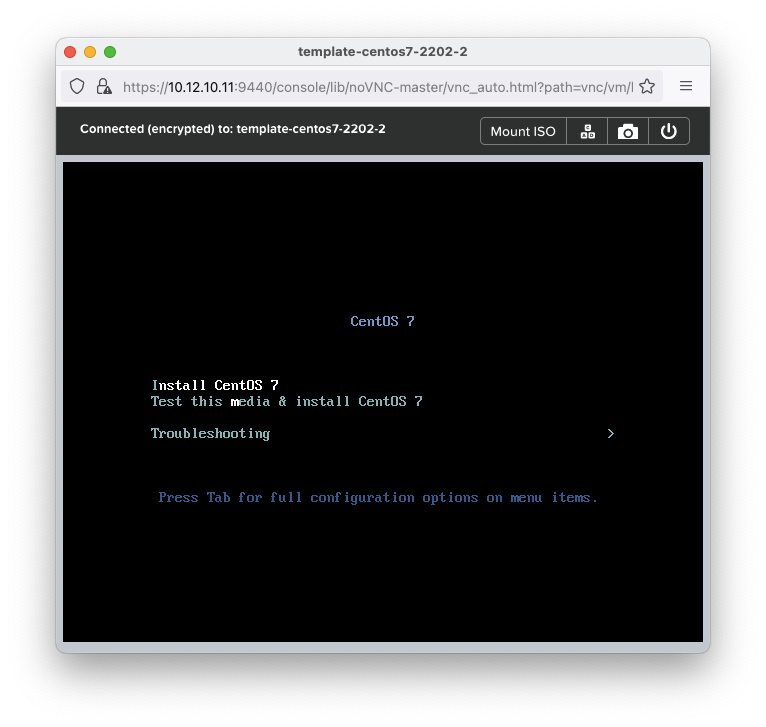 template-centos7-2202-2
https://10.12.10.11:9440/console/lib/noVNC-master/vnc_auto.html?path=vnc/vm/
Connected (encrypted) to: template-centos7-2202-2
Mount ISO
CAD
CentOS 7
Install CentOS 7
Test this media & install CentOS 7
Troubleshooting >
Press Tab for full configuration options on menu items.